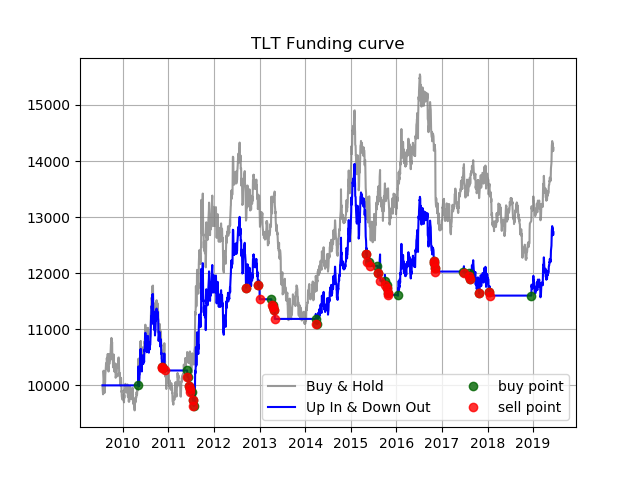 TLT Funding curve
15000
14000
13000
12000
11000
10000
Buy & Hold
Up In & Down Out
buy point
sell point
2010 2011 2012 2013 2014 2015 2016 2017 2018 2019